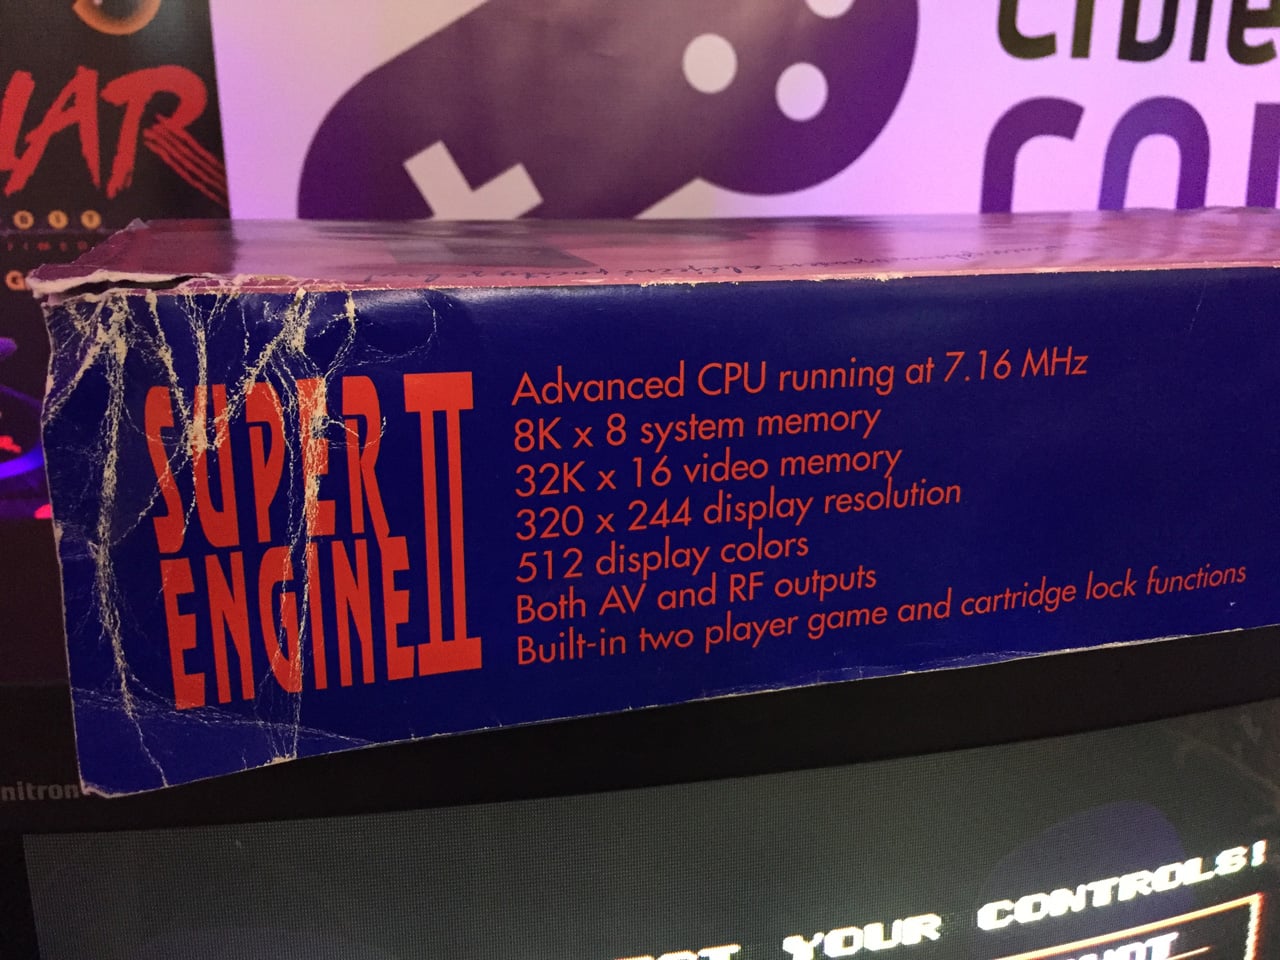 SUPER
ENGINE II
Advanced CPU running at 7.16 MHz
8K x 8 system memory
32K x 16 video memory
320 x 244 display resolution
512 display colors
Both AV and RF outputs
Built-in two player game and cartridge lock functions
YOUR CONTROLS!